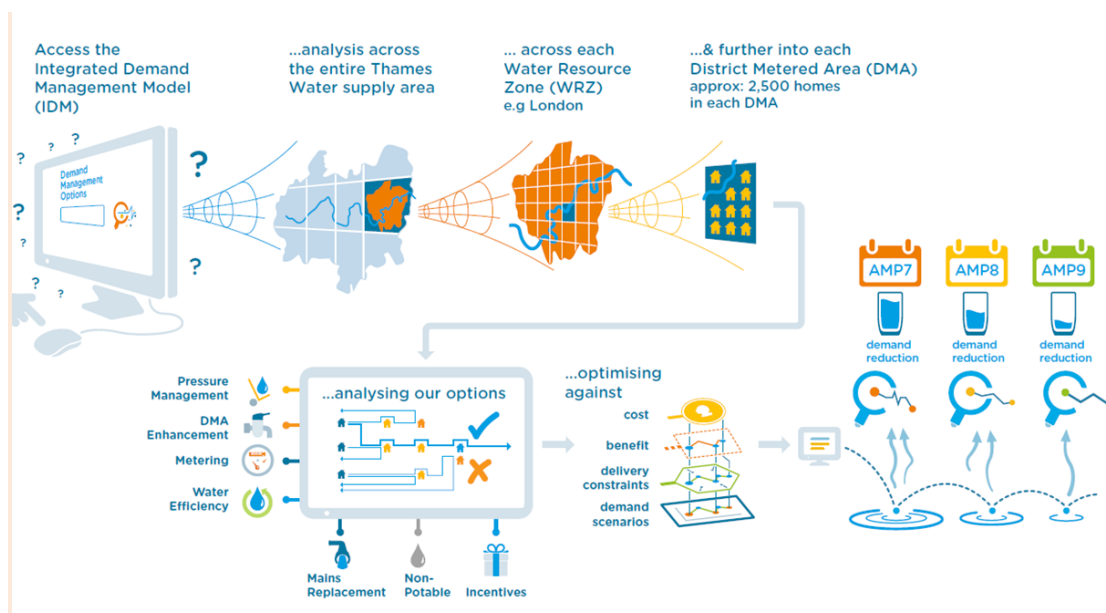 Access the
Integrated Demand
Management Model
(IDM)
...analysis across
the entire Thames
Water supply area
... across each
Water Resource
Zone (WRZ)
e.g London
...& further into each
District Metered Area (DMA)
approx: 2,500 homes
in each DMA
? ? ?
?
?
?
?
?
?
?
?
Demand
Management
Options
AMP7
AMP8
AMP9
demand
reduction
demand
reduction
demand
reduction
Pressure
Management
DMA
Enhancement
Metering
Water
Efficiency
...analysing our options
Mains
Replacement
Non-
Potable
Incentives
...optimising
against
cost
benefit
delivery
constraints
demand
scenarios